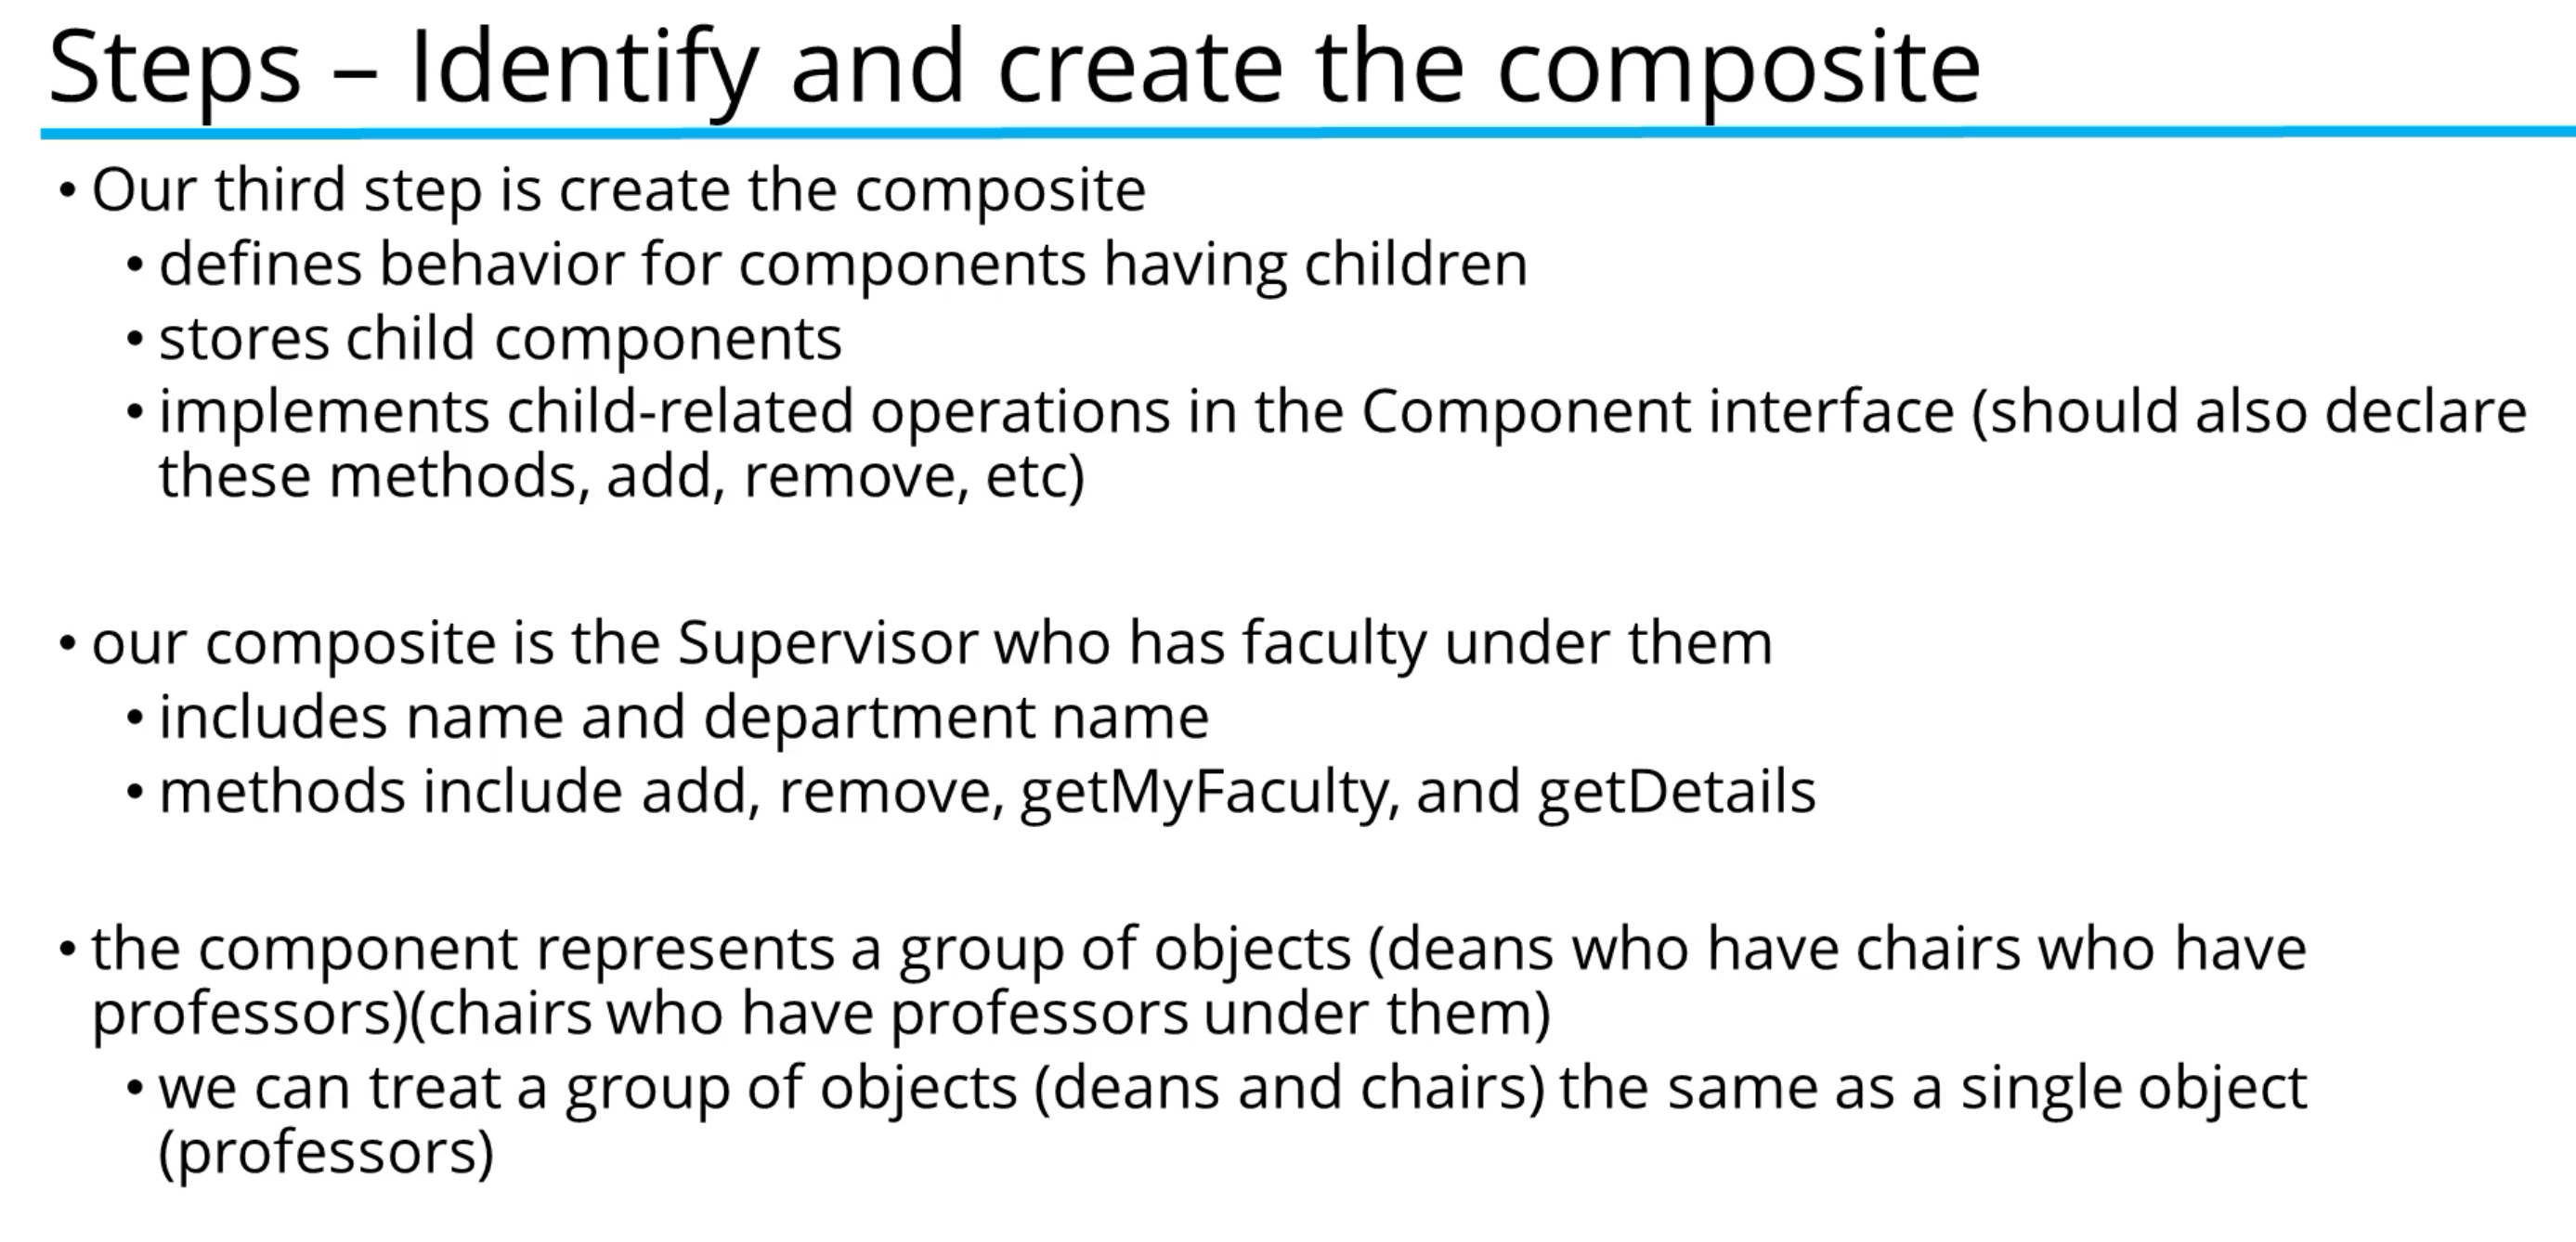 Steps – Identify and create the composite
• Our third step is create the composite
• defines behavior for components having children
• stores child components
• implements child-related operations in the Component interface (should also declare
these methods, add, remove, etc)
• our composite is the Supervisor who has faculty under them
• includes name and department name
• methods include add, remove, getMyFaculty, and getDetails
• the component represents a group of objects (deans who have chairs who have
professors)(chairs who have professors under them)
• we can treat a group of objects (deans and chairs) the same as a single object
(professors)